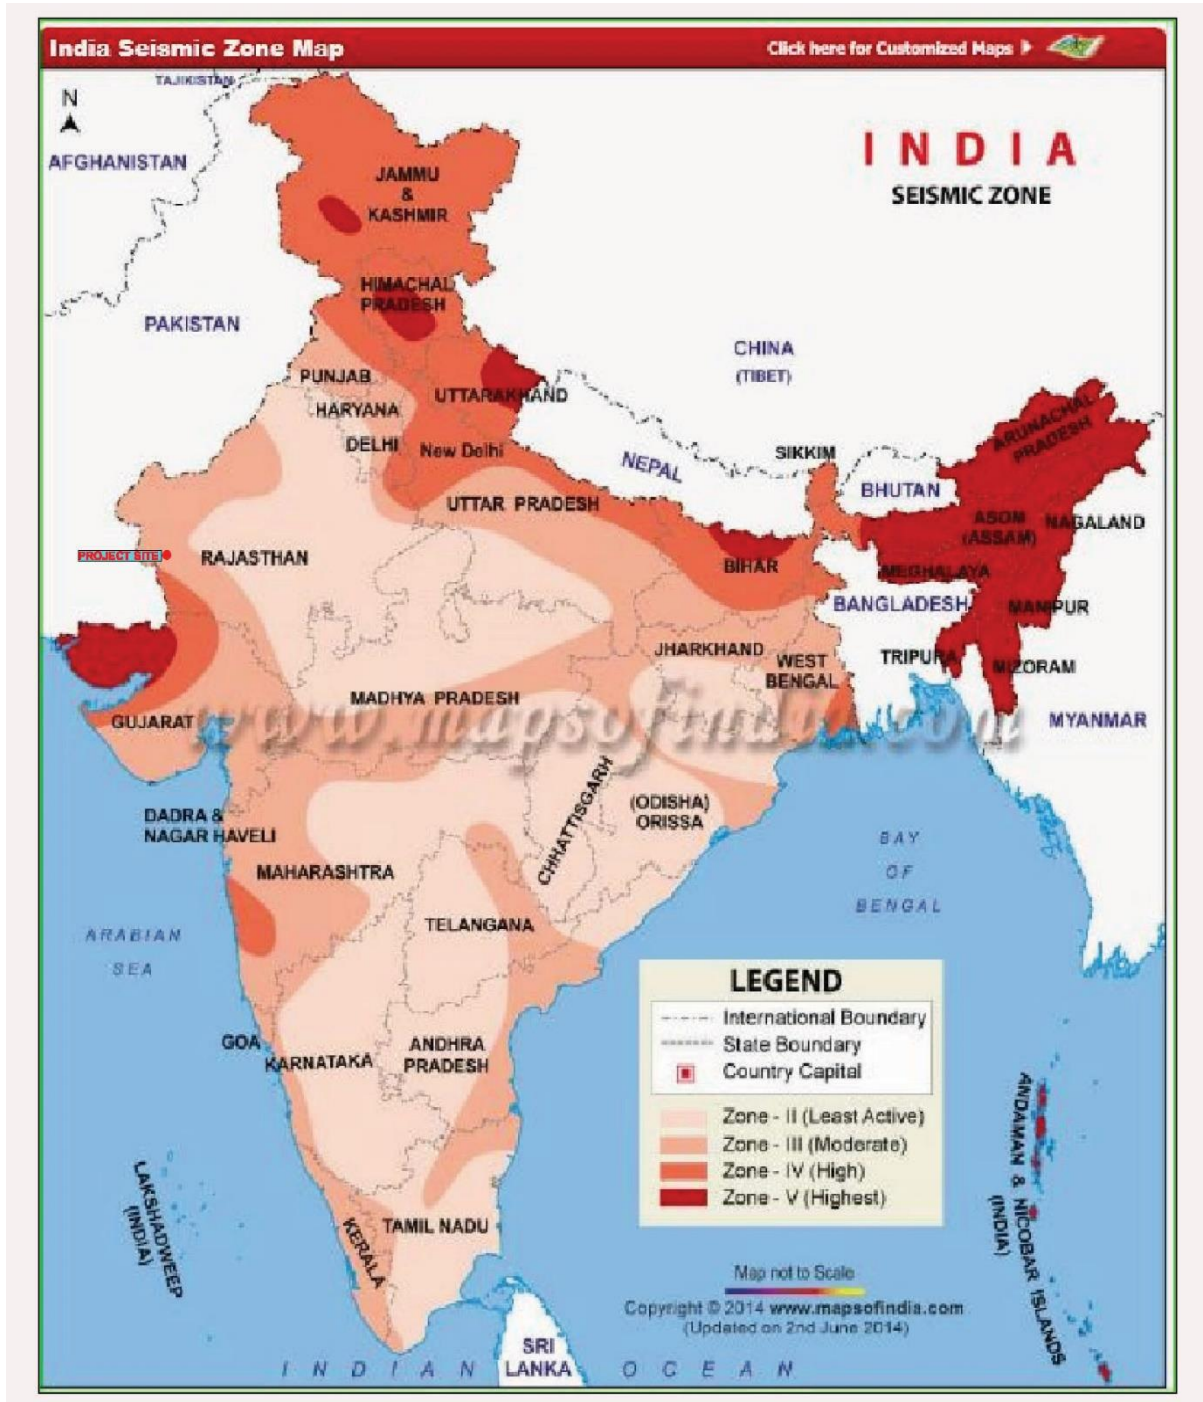 India Seismic Zone Map
Click here for Customized Maps
TAJIKISTAN
N
AFGHANISTAN
INDIA
SEISMIC ZONE
JAMMU
&
KASHMIR
HIMACHAL
PRADESH
PAKISTAN
CHINA
(TIBET)
PUNJAB
UTTARAKHAND
HARYANA
DELHI
New Delhi
ARUNACHAL
PRADESH
SIKKIM
NEPAL
BHUTAN
UTTAR PRADESH
ASOM
(ASSAM)
NAGALAND
PROJECT SITE
RAJASTHAN
BIHAR
MEGHALAYA
BANGLADESH
MANIPUR
JHARKHAND
WEST
BENGAL
TRIPURA
MIZORAM
MADHYA PRADESH
GUJARAT
www.mapsofindia.com
MYANMAR
DADRA &
NAGAR HAVELI
CHHATTISGARH
(ODISHA)
ORISSA
BAY
OF
BENGAL
MAHARASHTRA
TELANGANA
ARABIAN
SEA
GOA
KARNATAKA
ANDHRA
PRADESH
LEGEND
International Boundary
State Boundary
Country Capital
Zone - II (Least Active)
Zone - III (Moderate)
Zone - IV (High)
Zone - V (Highest)
LAKSHADWEEP
(INDIA)
KERALA
TAMIL NADU
ANDAMAN & NICOBAR ISLANDS
(INDIA)
Map not to Scale
Copyright © 2014 www.mapsofindia.com
(Updated on 2nd June 2014)
SRI
LANKA
INDIAN OCEAN